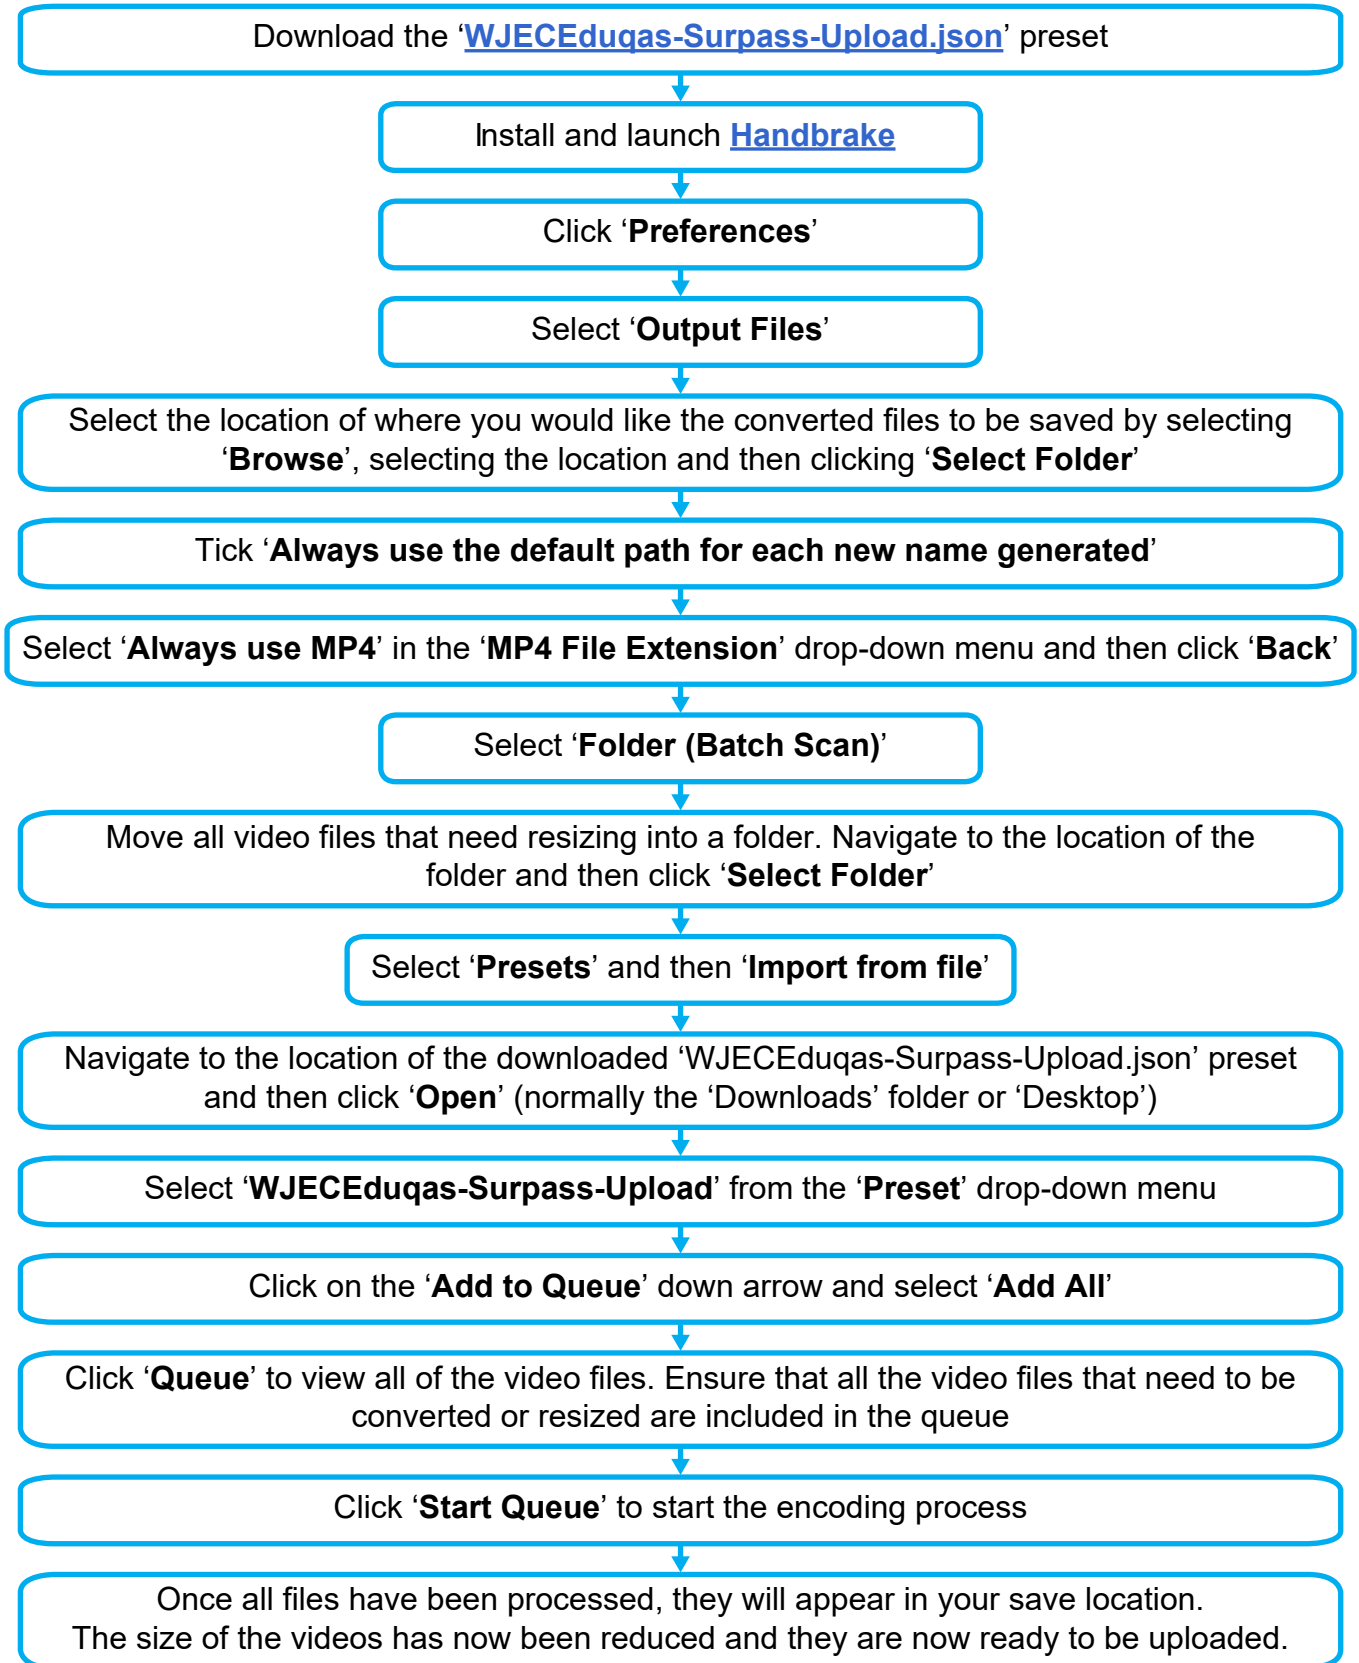 Download the ‘WJECEduqas-Surpass-Upload.json’ preset
Install and launch Handbrake
Click ‘Preferences’
Select ‘Output Files’
Select the location of where you would like the converted files to be saved by selecting
‘Browse’, selecting the location and then clicking ‘Select Folder’
Tick ‘Always use the default path for each new name generated’
Select ‘Always use MP4’ in the ‘MP4 File Extension’ drop-down menu and then click ‘Back’
Select ‘Folder (Batch Scan)’
Move all video files that need resizing into a folder. Navigate to the location of the
folder and then click ‘Select Folder’
Select ‘Presets’ and then ‘Import from file’
Navigate to the location of the downloaded ‘WJECEduqas-Surpass-Upload.json’ preset
and then click ‘Open’ (normally the ‘Downloads’ folder or ‘Desktop’)
Select ‘WJECEduqas-Surpass-Upload’ from the ‘Preset’ drop-down menu
Click on the ‘Add to Queue’ down arrow and select ‘Add All’
Click ‘Queue’ to view all of the video files. Ensure that all the video files that need to be
converted or resized are included in the queue
Click ‘Start Queue’ to start the encoding process
Once all files have been processed, they will appear in your save location.
The size of the videos has now been reduced and they are now ready to be uploaded.